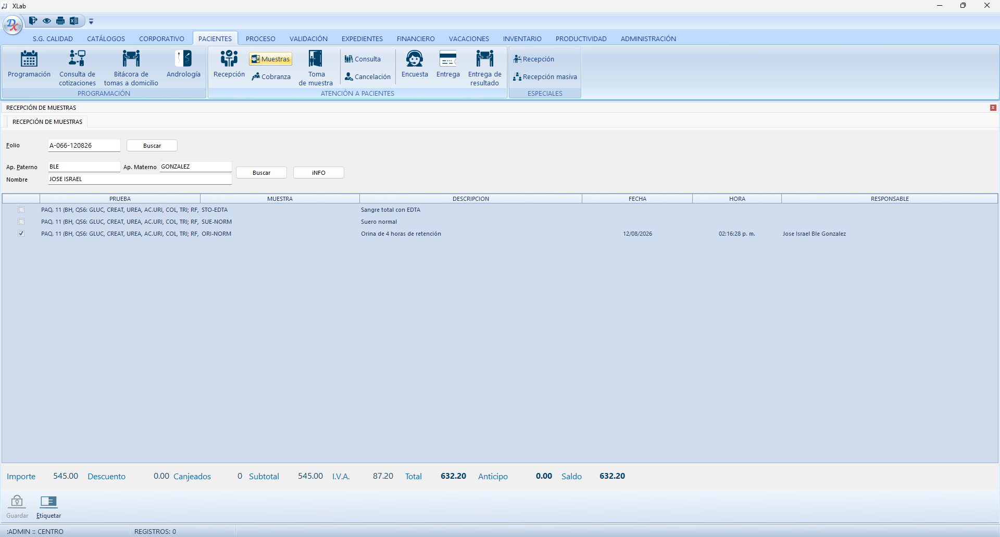 XLab
S.G. CALIDAD CATÁLOGOS CORPORATIVO PACIENTES PROCESO VALIDACIÓN EXPEDIENTES FINANCIERO VACACIONES INVENTARIO PRODUCTIVIDAD ADMINISTRACIÓN
Programación
Consulta de
cotizaciones
Bitácora de
tomas a domicilio
Andrología
PROGRAMACIÓN
Recepción
Muestras
Cobranza
Toma
de muestra
Consulta
Cancelación
Encuesta
Entrega
Entrega de
resultado
ATENCIÓN A PACIENTES
Recepción
Recepción masiva
ESPECIALES
RECEPCIÓN DE MUESTRAS
RECEPCIÓN DE MUESTRAS
Folio A-066-120826 Buscar
Ap. Paterno BLE Ap. Materno GONZALEZ
Buscar iNFO
Nombre JOSE ISRAEL
PRUEBA MUESTRA DESCRIPCION FECHA HORA RESPONSABLE
PAQ. 11 (BH, QS6: GLUC, CREAT, UREA, AC.URI, COL, TRI; RF, STO-EDTA Sangre total con EDTA
PAQ. 11 (BH, QS6: GLUC, CREAT, UREA, AC.URI, COL, TRI; RF, SUE-NORM Suero normal
PAQ. 11 (BH, QS6: GLUC, CREAT, UREA, AC.URI, COL, TRI; RF, ORI-NORM Orina de 4 horas de retención 12/08/2026 02:16:28 p. m. Jose Israel Ble Gonzalez
Importe 545.00 Descuento 0.00 Canjeados 0 Subtotal 545.00 I.V.A. 87.20 Total 632.20 Anticipo 0.00 Saldo 632.20
Guardar Etiquetar
:ADMIN :: CENTRO REGISTROS: 0